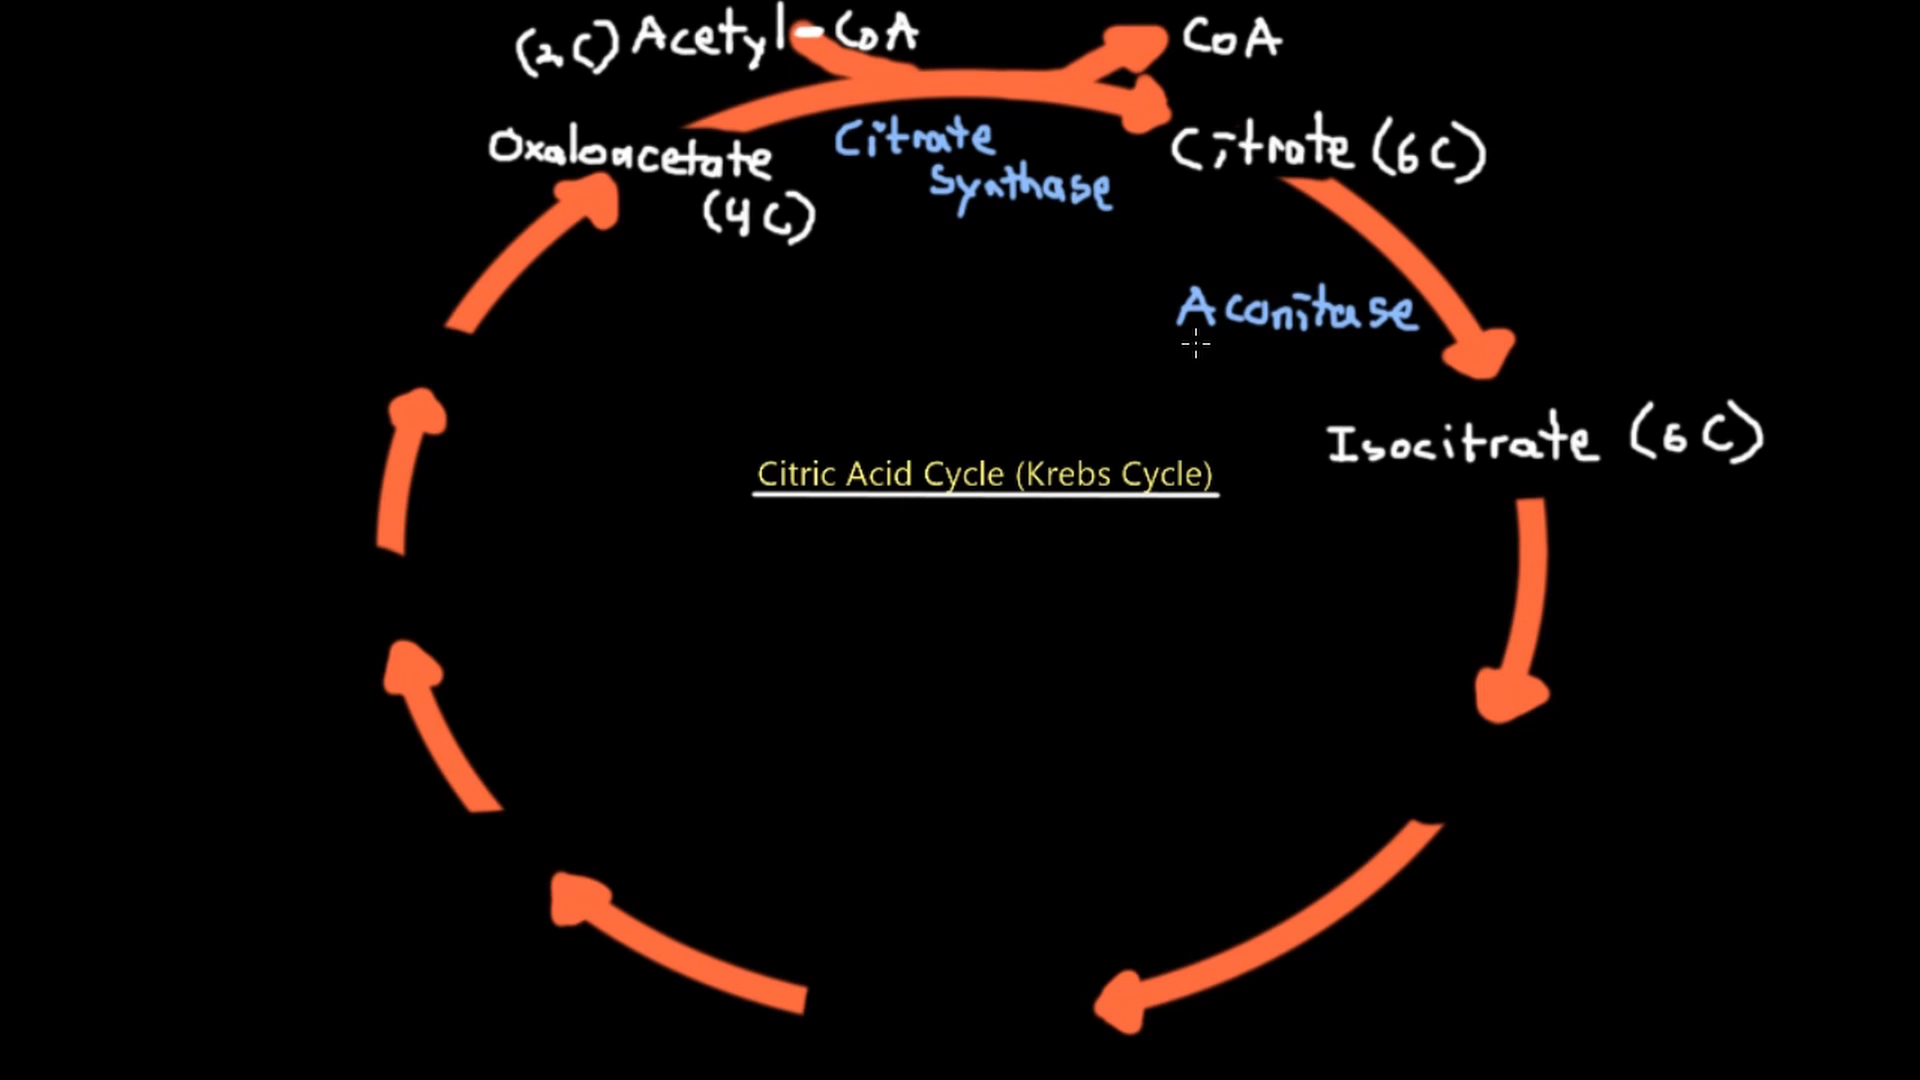 (2C) Acetyl-CoA
CoA
Oxaloacetate
(4C)
Citrate
Synthase
Citrate (6C)
Aconitase
Isocitrate (6C)
Citric Acid Cycle (Krebs Cycle)